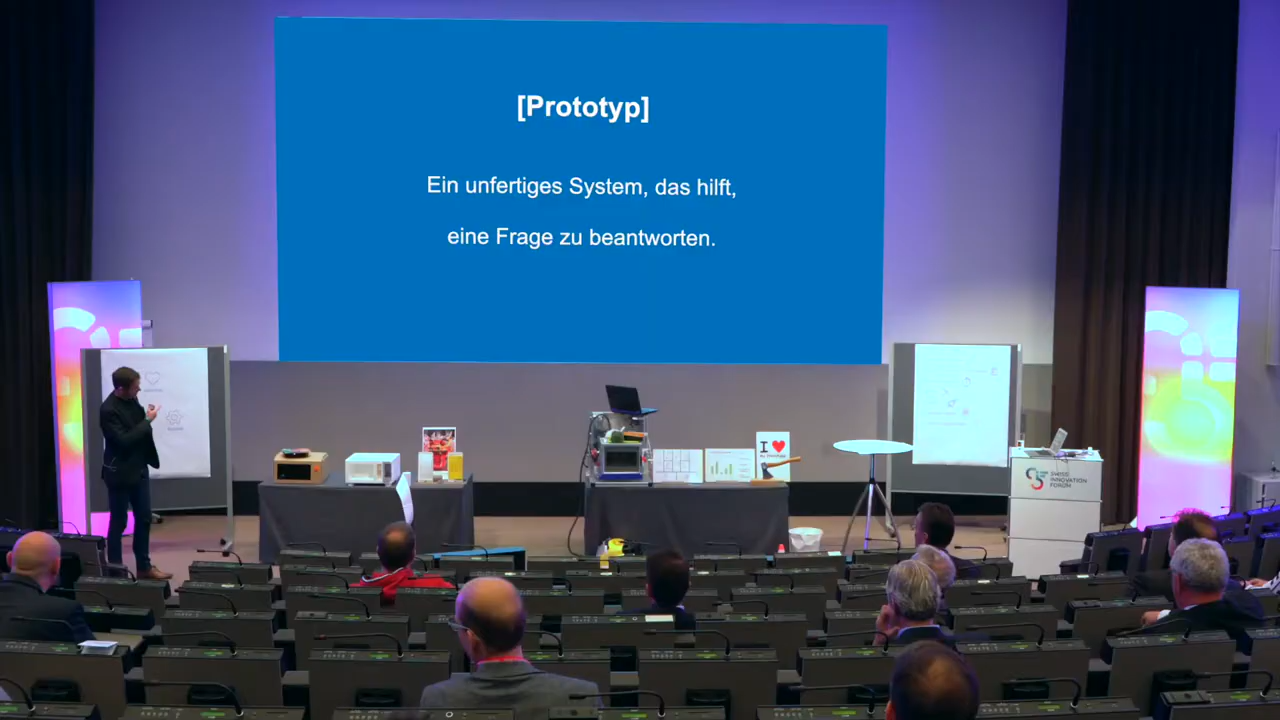 [Prototyp]
Ein unfertiges System, das hilft,
eine Frage zu beantworten.
I ❤
SWISS
INNOVATION
FORUM